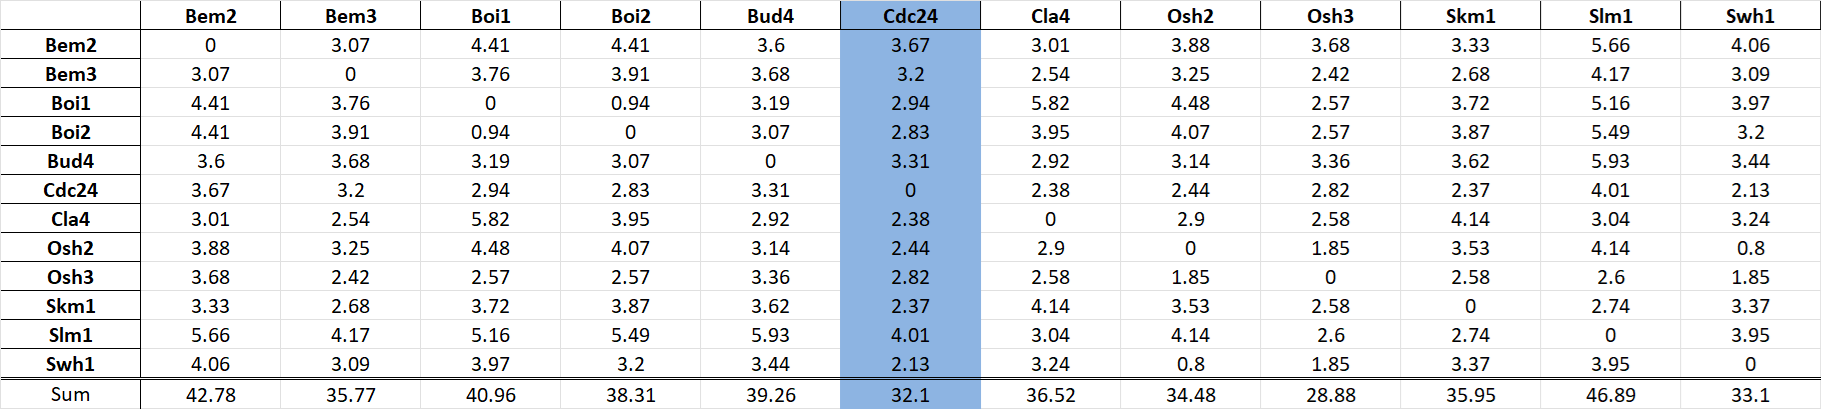 Bem2 Bem3 Boi1 Boi2 Bud4 Cdc24 Cla4 Osh2 Osh3 Skm1 Slm1 Swh1
Bem2 0 3.07 4.41 4.41 3.6 3.67 3.01 3.88 3.68 3.33 5.66 4.06
Bem3 3.07 0 3.76 3.91 3.68 3.2 2.54 3.25 2.42 2.68 4.17 3.09
Boi1 4.41 3.76 0 0.94 3.19 2.94 5.82 4.48 2.57 3.72 5.16 3.97
Boi2 4.41 3.91 0.94 0 3.07 2.83 3.95 4.07 2.57 3.87 5.49 3.2
Bud4 3.6 3.68 3.19 3.07 0 3.31 2.92 3.14 3.36 3.62 5.93 3.44
Cdc24 3.67 3.2 2.94 2.83 3.31 0 2.38 2.44 2.82 2.37 4.01 2.13
Cla4 3.01 2.54 5.82 3.95 2.92 2.38 0 2.9 2.58 4.14 3.04 3.24
Osh2 3.88 3.25 4.48 4.07 3.14 2.44 2.9 0 1.85 3.53 4.14 0.8
Osh3 3.68 2.42 2.57 2.57 3.36 2.82 2.58 1.85 0 2.58 2.6 1.85
Skm1 3.33 2.68 3.72 3.87 3.62 2.37 4.14 3.53 2.58 0 2.74 3.37
Slm1 5.66 4.17 5.16 5.49 5.93 4.01 3.04 4.14 2.6 2.74 0 3.95
Swh1 4.06 3.09 3.97 3.2 3.44 2.13 3.24 0.8 1.85 3.37 3.95 0
Sum 42.78 35.77 40.96 38.31 39.26 32.1 36.52 34.48 28.88 35.95 46.89 33.1